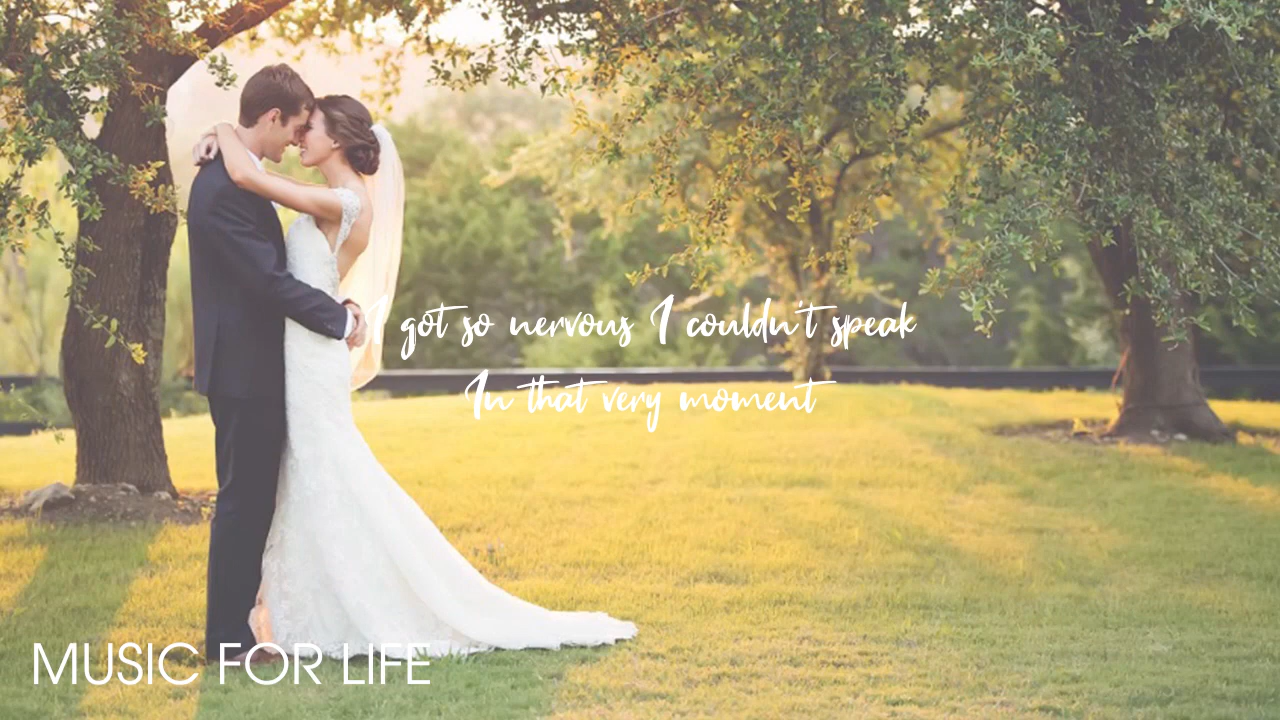 I got so nervous I couldn't speak
In that very moment
MUSIC FOR LIFE